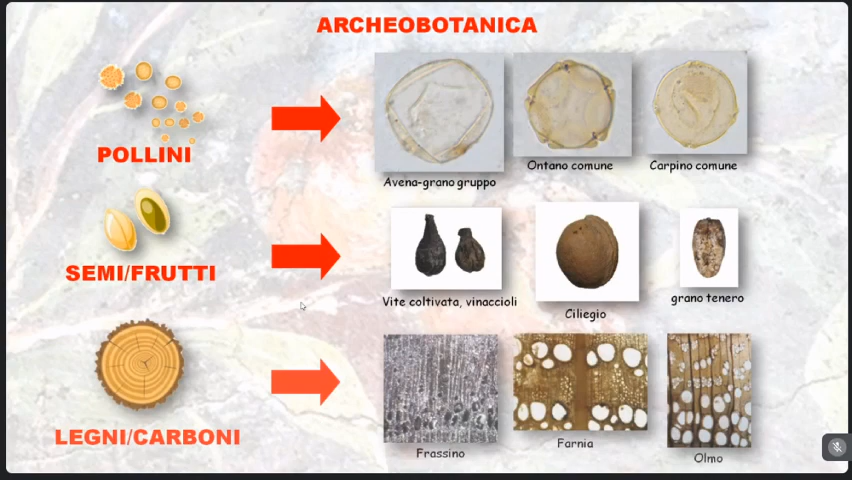 ARCHEOBOTANICA
POLLINI
Avena-grano gruppo
Ontano comune
Carpino comune
SEMI/FRUTTI
Vite coltivata, vinaccioli
Ciliegio
grano tenero
LEGNI/CARBONI
Frassino
Farnia
Olmo